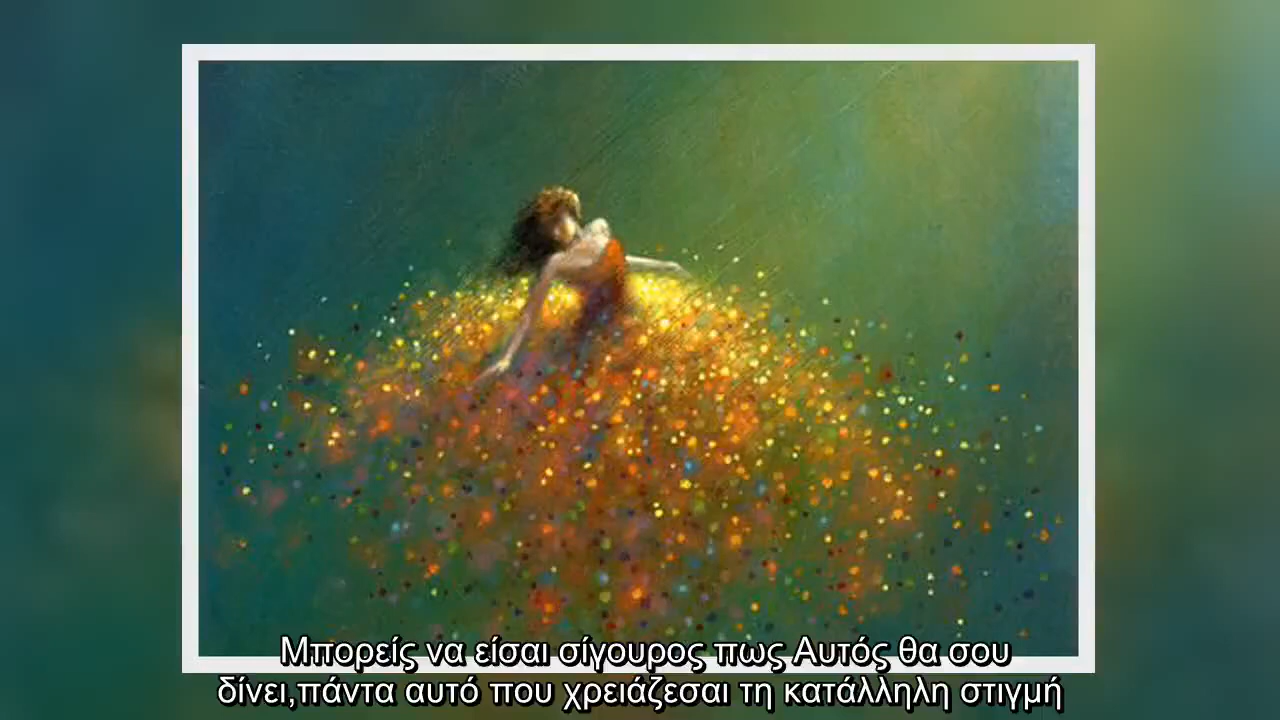 Μπορείς να είσαι σίγουρος πως Αυτός θα σου
δίνει,πάντα αυτό που χρειάζεσαι τη κατάλληλη στιγμή